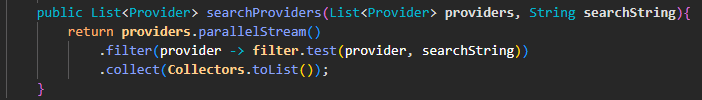 public List<Provider> searchProviders(List<Provider> providers, String searchString){
return providers.parallelStream()
.filter(provider -> filter.test(provider, searchString))
.collect(Collectors.toList());
}